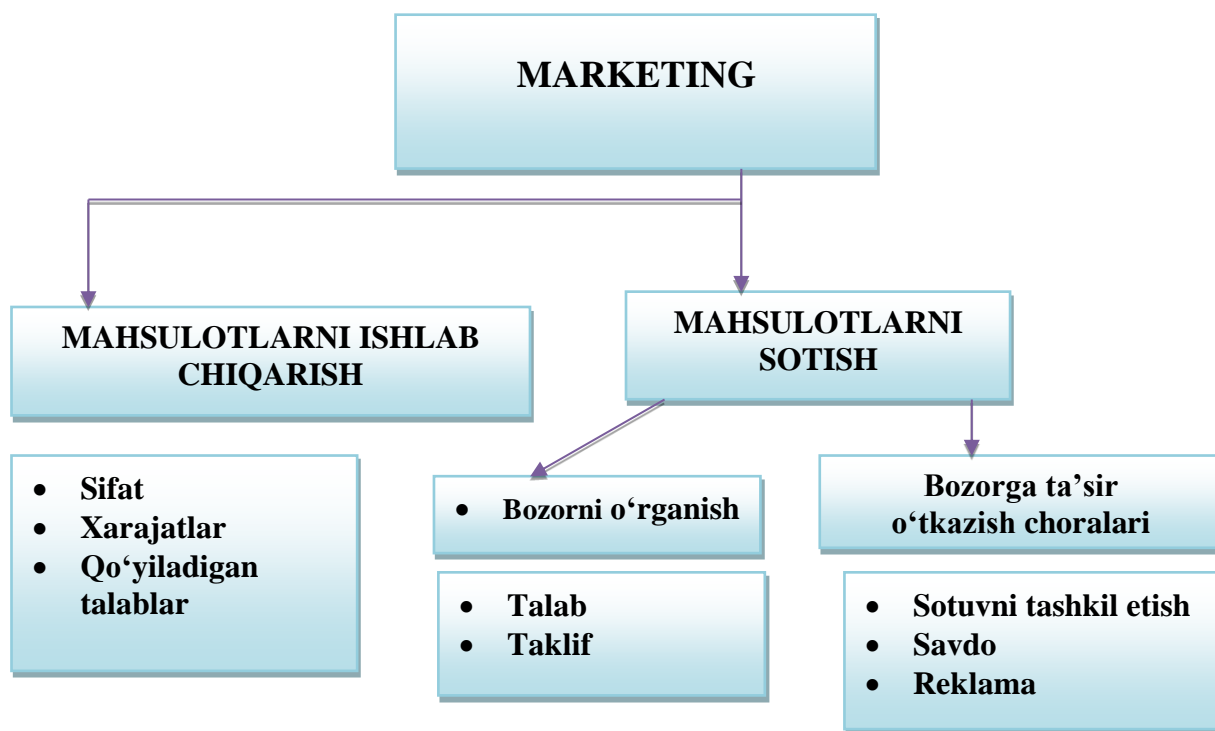 MARKETING
MAHSULOTLARNI ISHLAB
CHIQARISH
MAHSULOTLARNI
SOTISH
• Sifat
• Xarajatlar
• Qo‘yiladigan
talablar
• Bozorni o‘rganish
• Talab
• Taklif
Bozorga ta’sir
o‘tkazish choralari
• Sotuvni tashkil etish
• Savdo
• Reklama